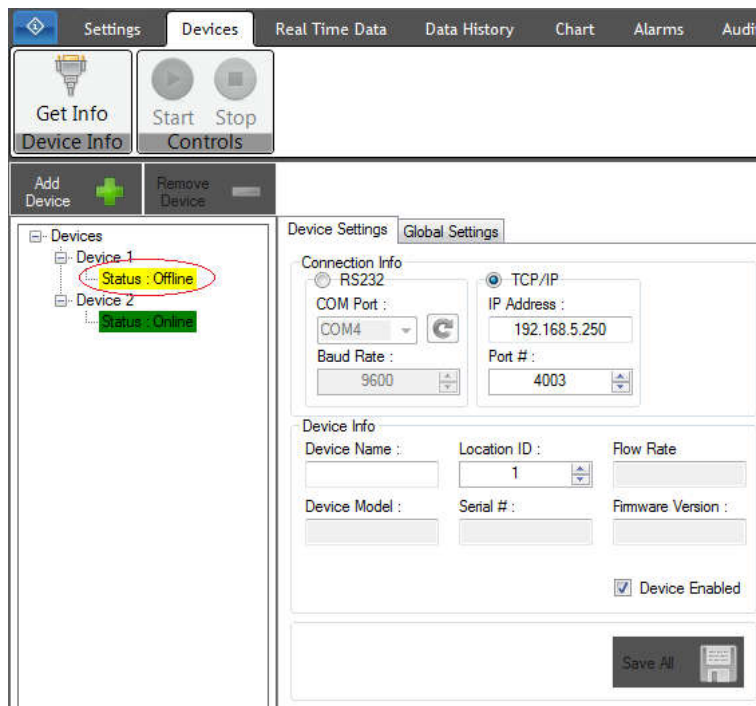 Settings Devices Real Time Data Data History Chart Alarms
Get Info
Device Info
Start Stop
Controls
Add
Device
Remove
Device
Devices
Device 1
Status : Offline
Device 2
Status : Online
Device Settings Global Settings
Connection Info
RS232 TCP/IP
COM Port : IP Address :
COM4 192.168.5.250
Baud Rate : Port # :
9600 4003
Device Info
Device Name : Location ID : Flow Rate
1
Device Model : Serial # : Firmware Version :
Device Enabled
Save All